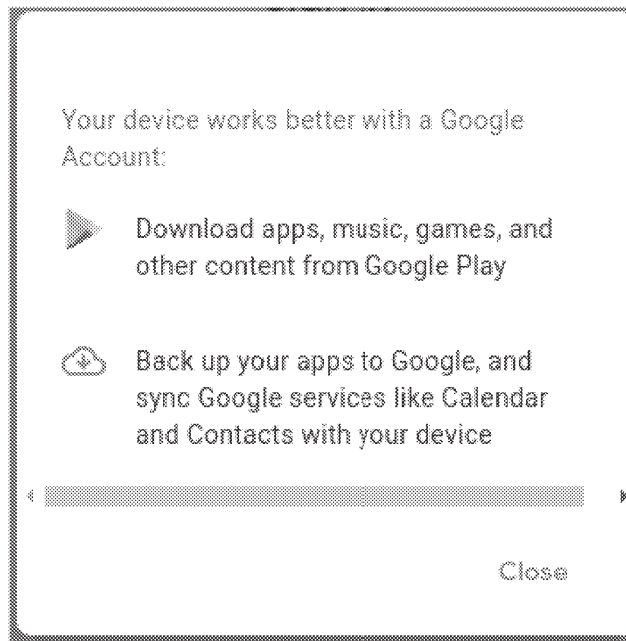 Your device works better with a Google
Account:
Download apps, music, games, and
other content from Google Play
Back up your apps to Google, and
sync Google services like Calendar
and Contacts with your device
Close